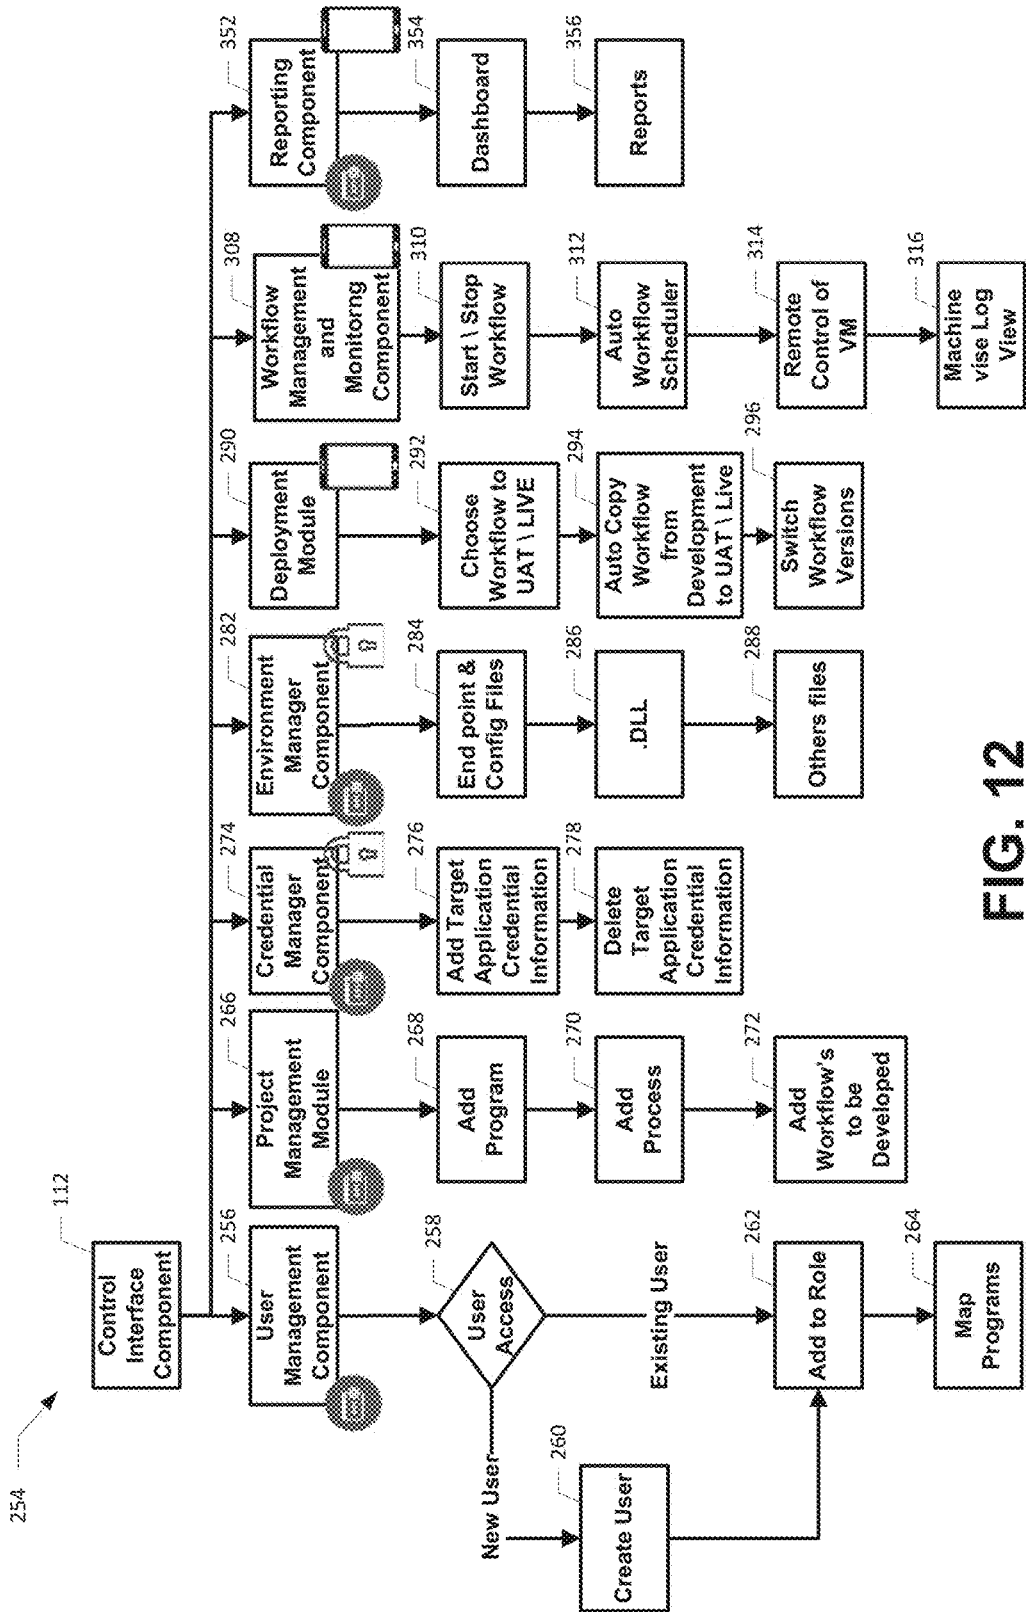 254
112
Control
Interface
Component
256
User
Management
Component
258
User
Access
New User
Existing User
260
Create User
262
Add to Role
264
Map
Programs
266
Project
Management
Module
268
Add
Program
270
Add
Process
272
Add
Workflow's
to be
Developed
274
Credential
Manager
Component
276
Add Target
Application
Credential
Information
278
Delete
Target
Application
Credential
Information
282
Environment
Manager
Component
284
End point &
Config Files
286
.DLL
288
Others files
290
Deployment
Module
292
Choose
Workflow to
UAT \ LIVE
294
Auto Copy
Workflow
from
Development
to UAT \ Live
296
Switch
Workflow
Versions
308
Workflow
Management
and
Monitoring
Component
310
Start \ Stop
Workflow
312
Auto
Workflow
Scheduler
314
Remote
Control of
VM
316
Machine
vise Log
View
352
Reporting
Component
354
Dashboard
356
Reports
FIG. 12